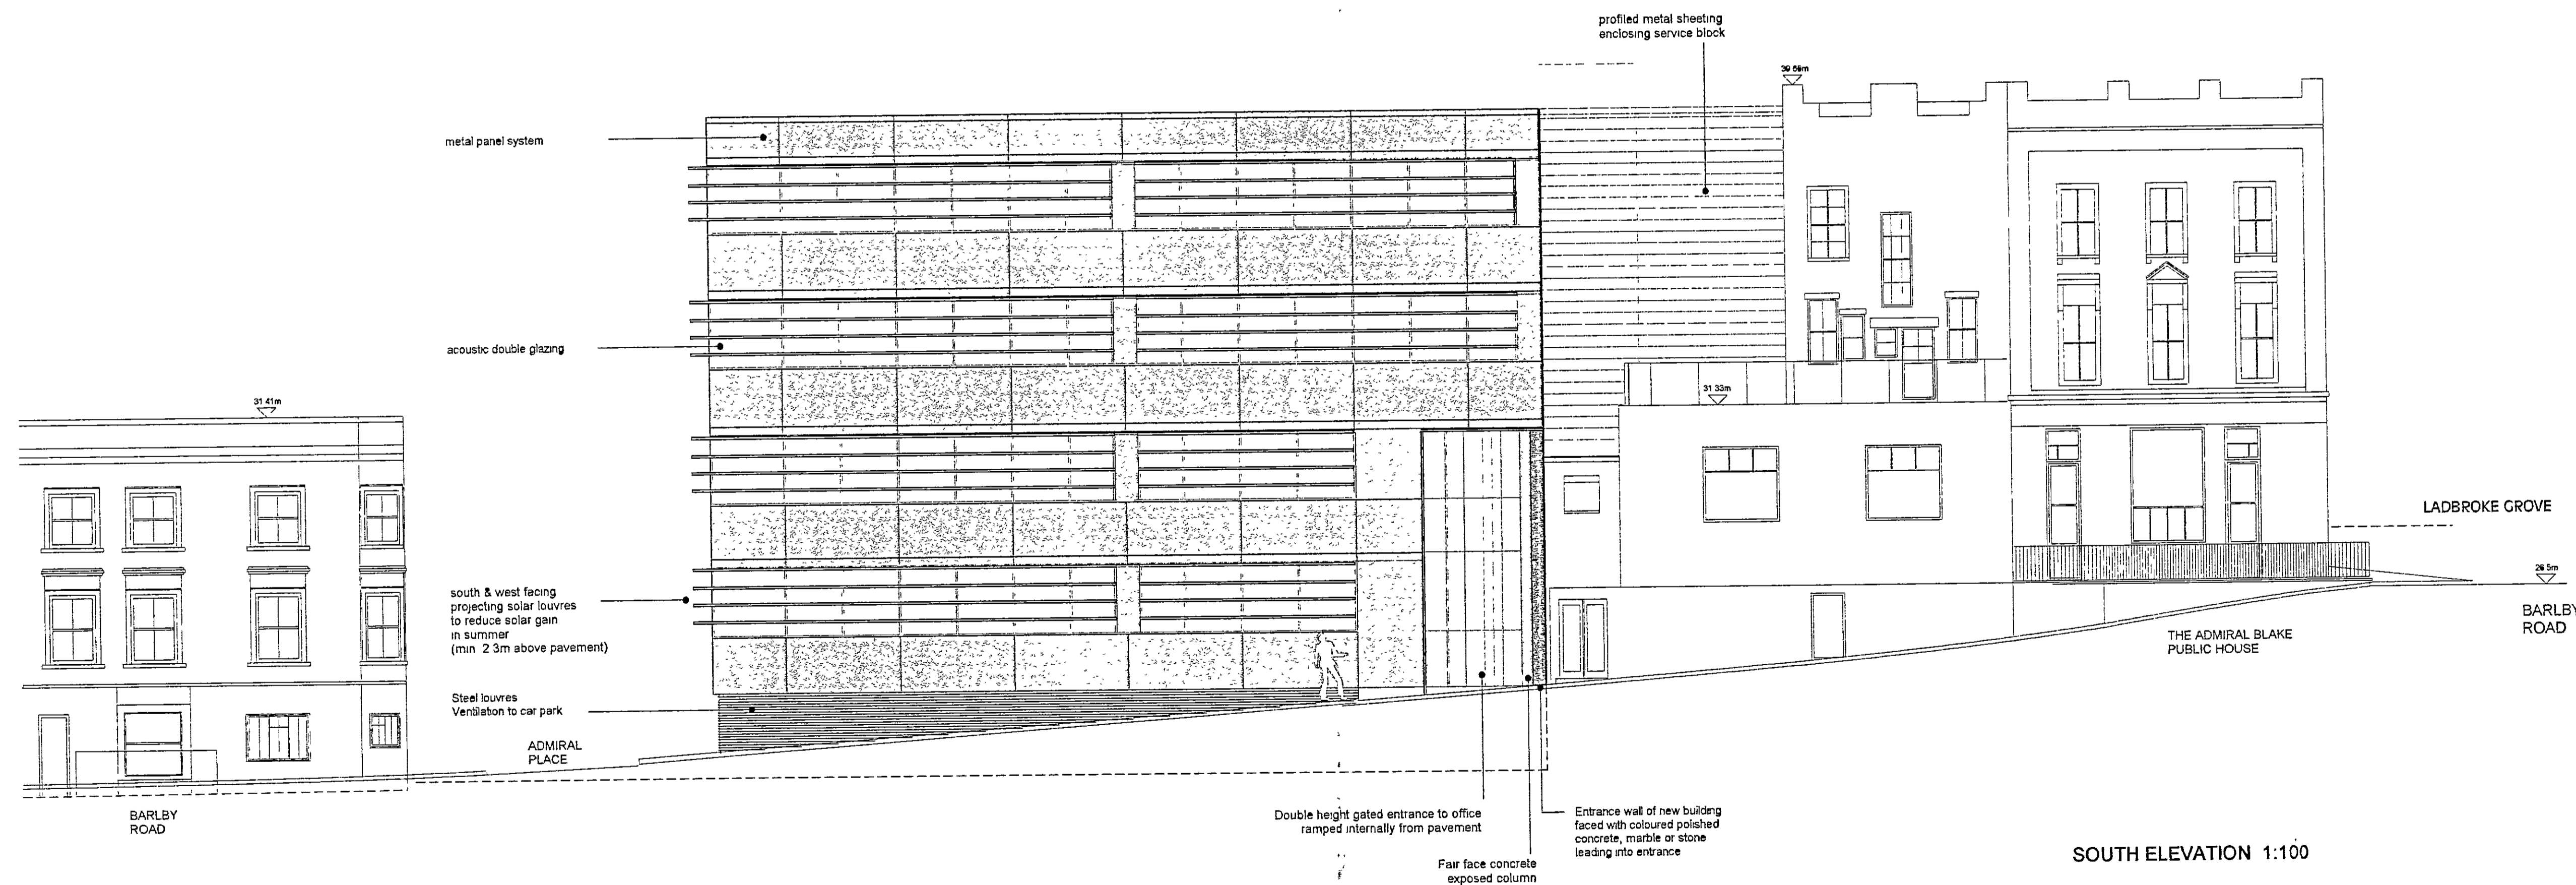 profiled metal sheeting
enclosing service block
39 69m
metal panel system
acoustic double glazing
31 41m
31 33m
south & west facing
projecting solar louvres
to reduce solar gain
in summer
(min 2 3m above pavement)
Steel louvres
Ventilation to car park
ADMIRAL
PLACE
BARLBY
ROAD
LADBROKE GROVE
26 5m
BARLBY
ROAD
THE ADMIRAL BLAKE
PUBLIC HOUSE
Double height gated entrance to office
ramped internally from pavement
Entrance wall of new building
faced with coloured polished
concrete, marble or stone
leading into entrance
Fair face concrete
exposed column
SOUTH ELEVATION 1:100